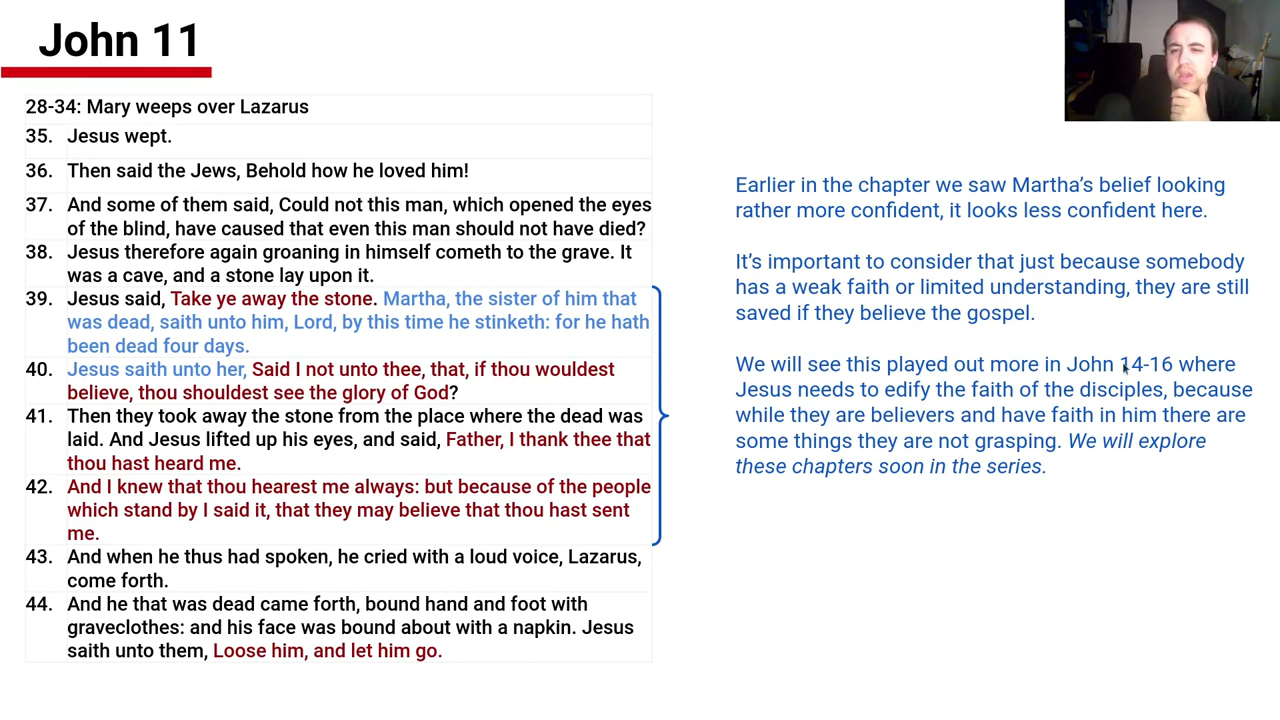 John 11
28-34: Mary weeps over Lazarus
35. Jesus wept.
36. Then said the Jews, Behold how he loved him!
37. And some of them said, Could not this man, which opened the eyes
of the blind, have caused that even this man should not have died?
38. Jesus therefore again groaning in himself cometh to the grave. It
was a cave, and a stone lay upon it.
39. Jesus said, Take ye away the stone. Martha, the sister of him that
was dead, saith unto him, Lord, by this time he stinketh: for he hath
been dead four days.
40. Jesus saith unto her, Said I not unto thee, that, if thou wouldest
believe, thou shouldest see the glory of God?
41. Then they took away the stone from the place where the dead was
laid. And Jesus lifted up his eyes, and said, Father, I thank thee that
thou hast heard me.
42. And I knew that thou hearest me always: but because of the people
which stand by I said it, that they may believe that thou hast sent
me.
43. And when he thus had spoken, he cried with a loud voice, Lazarus,
come forth.
44. And he that was dead came forth, bound hand and foot with
graveclothes: and his face was bound about with a napkin. Jesus
saith unto them, Loose him, and let him go.
Earlier in the chapter we saw Martha’s belief looking
rather more confident, it looks less confident here.
It’s important to consider that just because somebody
has a weak faith or limited understanding, they are still
saved if they believe the gospel.
We will see this played out more in John 14-16 where
Jesus needs to edify the faith of the disciples, because
while they are believers and have faith in him there are
some things they are not grasping. We will explore
these chapters soon in the series.